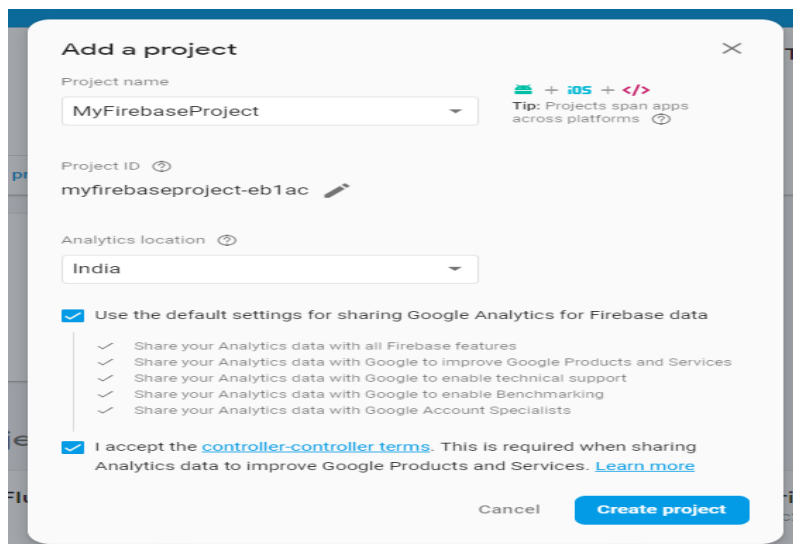 Add a project
Project name
MyFirebaseProject
+ iOS + </>
Tip: Projects span apps
across platforms
Project ID
myfirebaseproject-eb1ac
Analytics location
India
Use the default settings for sharing Google Analytics for Firebase data
Share your Analytics data with all Firebase features
Share your Analytics data with Google to improve Google Products and Services
Share your Analytics data with Google to enable technical support
Share your Analytics data with Google to enable Benchmarking
Share your Analytics data with Google Account Specialists
I accept the controller-controller terms. This is required when sharing
Analytics data to improve Google Products and Services. Learn more
Cancel
Create project